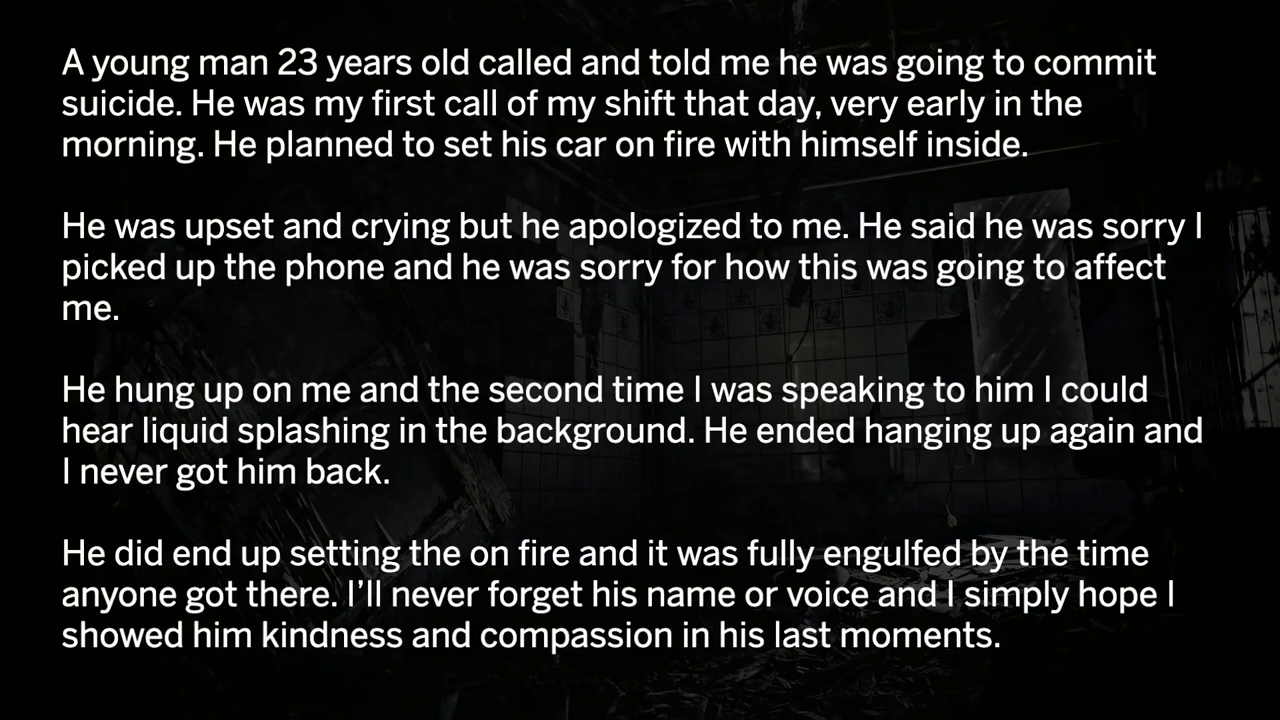 A young man 23 years old called and told me he was going to commit
suicide. He was my first call of my shift that day, very early in the
morning. He planned to set his car on fire with himself inside.
He was upset and crying but he apologized to me. He said he was sorry I
picked up the phone and he was sorry for how this was going to affect
me.
He hung up on me and the second time I was speaking to him I could
hear liquid splashing in the background. He ended hanging up again and
I never got him back.
He did end up setting the on fire and it was fully engulfed by the time
anyone got there. I’ll never forget his name or voice and I simply hope I
showed him kindness and compassion in his last moments.